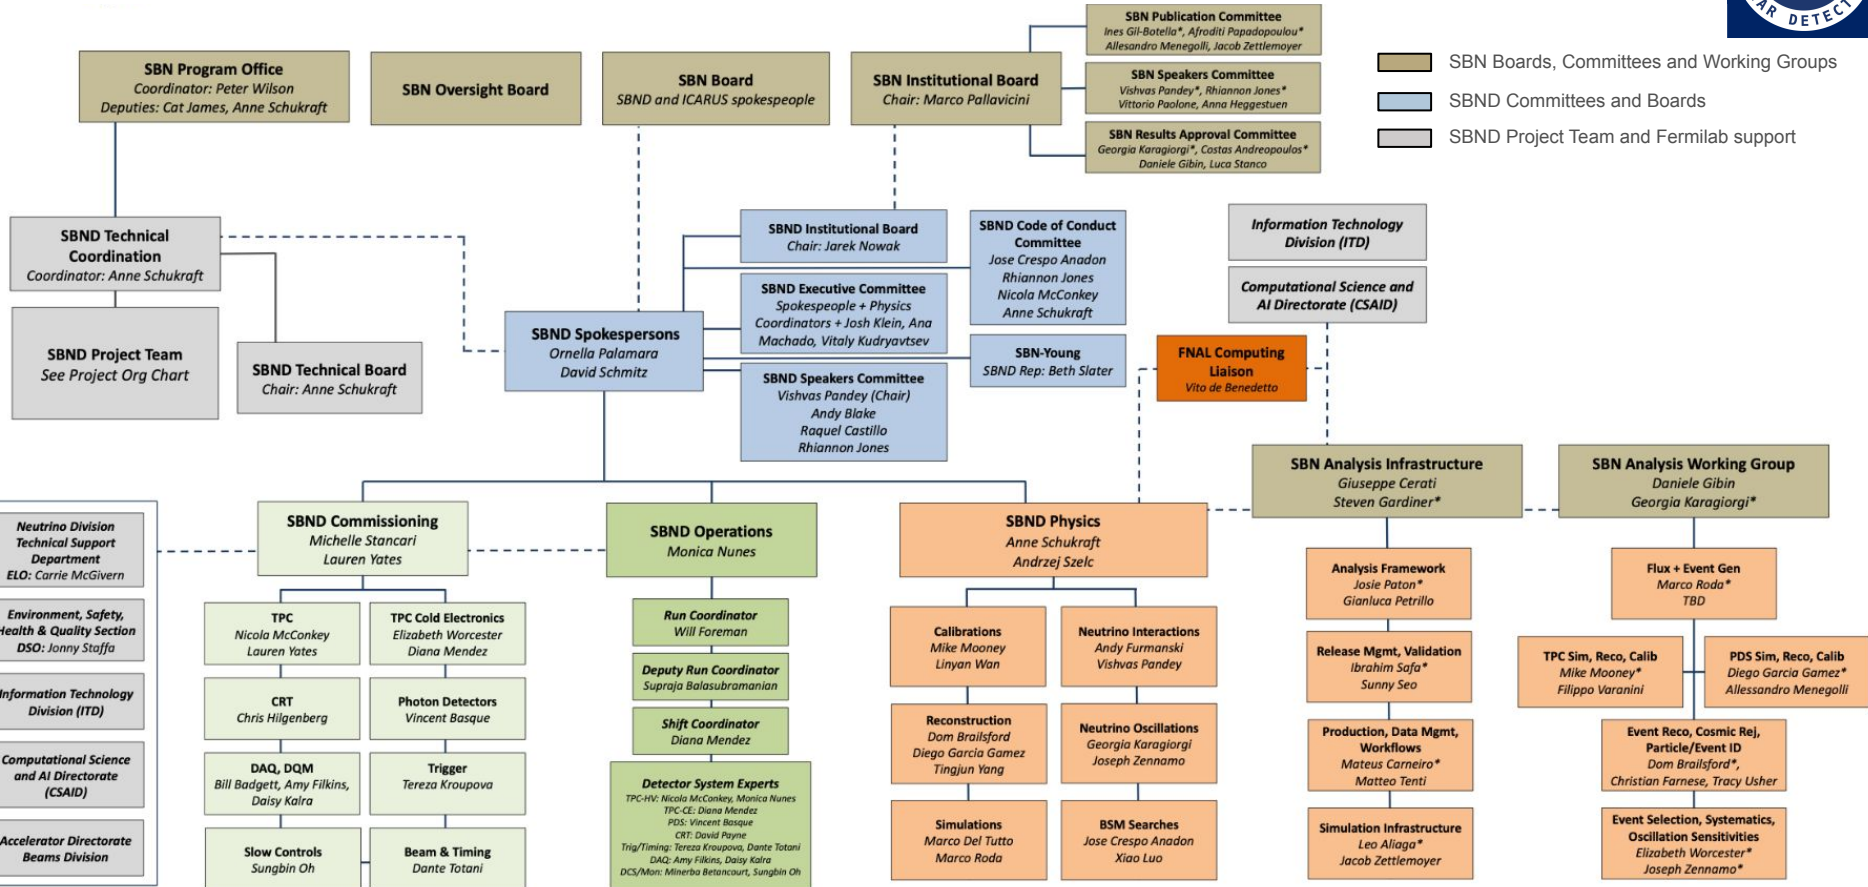 AR DETECT
SBN Program Office
Coordinator: Peter Wilson
Deputies: Cat James, Anne Schukraft
SBN Oversight Board
SBN Board
SBND and ICARUS spokespeople
SBN Institutional Board
Chair: Marco Pallavicini
SBN Publication Committee
Ines Gil-Botella*, Afroditi Papadopoulou*
Allesandro Menegolli, Jacob Zettlemoyer
SBN Speakers Committee
Vishvas Pandey*, Rhiannon Jones*
Vittorio Paolone, Anna Heggestuen
SBN Results Approval Committee
Georgia Karagiorgi*, Costas Andreopoulos*
Daniele Gibin, Luca Stanco
SBN Boards, Committees and Working Groups
SBND Committees and Boards
SBND Project Team and Fermilab support
SBND Technical
Coordination
Coordinator: Anne Schukraft
SBND Project Team
See Project Org Chart
SBND Technical Board
Chair: Anne Schukraft
SBND Spokespersons
Ornella Palamara
David Schmitz
SBND Institutional Board
Chair: Jarek Nowak
SBND Executive Committee
Spokespeople + Physics
Coordinators + Josh Klein, Ana
Machado, Vitaly Kudryavtsev
SBND Speakers Committee
Vishvas Pandey (Chair)
Andy Blake
Raquel Castillo
Rhiannon Jones
SBND Code of Conduct
Committee
Jose Crespo Anadon
Rhiannon Jones
Nicola McConkey
Anne Schukraft
SBN-Young
SBND Rep: Beth Slater
Information Technology
Division (ITD)
Computational Science and
AI Directorate (CSAID)
FNAL Computing
Liaison
Vito de Benedetto
SBN Analysis Infrastructure
Giuseppe Cerati
Steven Gardiner*
SBN Analysis Working Group
Daniele Gibin
Georgia Karagiorgi*
Neutrino Division
Technical Support
Department
ELO: Carrie McGivern
Environment, Safety,
Health & Quality Section
DSO: Jonny Staffa
Information Technology
Division (ITD)
Computational Science
and AI Directorate
(CSAID)
Accelerator Directorate
Beams Division
SBND Commissioning
Michelle Stancari
Lauren Yates
TPC
Nicola McConkey
Lauren Yates
TPC Cold Electronics
Elizabeth Worcester
Diana Mendez
CRT
Chris Hilgenberg
Photon Detectors
Vincent Basque
DAQ, DQM
Bill Badgett, Amy Filkins,
Daisy Kalra
Trigger
Tereza Kroupova
Slow Controls
Sungbin Oh
Beam & Timing
Dante Totani
SBND Operations
Monica Nunes
Run Coordinator
Will Foreman
Deputy Run Coordinator
Supraja Balasubramanian
Shift Coordinator
Diana Mendez
Detector System Experts
TPC-HV: Nicola McConkey, Monica Nunes
TPC-CE: Diana Mendez
PDS: Vincent Basque
CRT: David Payne
Trig/Timing: Tereza Kroupova, Dante Totani
DAQ: Amy Filkins, Daisy Kalra
DCS/Mon: Minerba Betancourt, Sungbin Oh
SBND Physics
Anne Schukraft
Andrzej Szelc
Calibrations
Mike Mooney
Linyan Wan
Neutrino Interactions
Andy Furmanski
Vishvas Pandey
Reconstruction
Dom Brailsford
Diego Garcia Gamez
Tingjun Yang
Neutrino Oscillations
Georgia Karagiorgi
Joseph Zennamo
Simulations
Marco Del Tutto
Marco Roda
BSM Searches
Jose Crespo Anadon
Xiao Luo
Analysis Framework
Josie Paton*
Gianluca Petrillo
Release Mgmt, Validation
Ibrahim Safa*
Sunny Seo
Production, Data Mgmt,
Workflows
Mateus Carneiro*
Matteo Tenti
Simulation Infrastructure
Leo Aliaga*
Jacob Zettlemoyer
Flux + Event Gen
Marco Roda*
TBD
TPC Sim, Reco, Calib
Mike Mooney*
Filippo Varanini
PDS Sim, Reco, Calib
Diego Garcia Gamez*
Allessandro Menegolli
Event Reco, Cosmic Rej,
Particle/Event ID
Dom Brailsford*,
Christian Farnese, Tracy Usher
Event Selection, Systematics,
Oscillation Sensitivities
Elizabeth Worcester*
Joseph Zennamo*